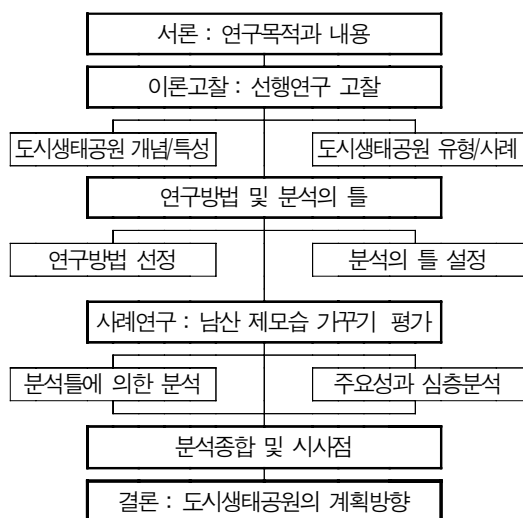 서론 : 연구목적과 내용
이론고찰 : 선행연구 고찰
도시생태공원 개념/특성
도시생태공원 유형/사례
연구방법 및 분석의 틀
연구방법 선정
분석의 틀 설정
사례연구 : 남산 제모습 가꾸기 평가
분석틀에 의한 분석
주요성과 심층분석
분석종합 및 시사점
결론 : 도시생태공원의 계획방향